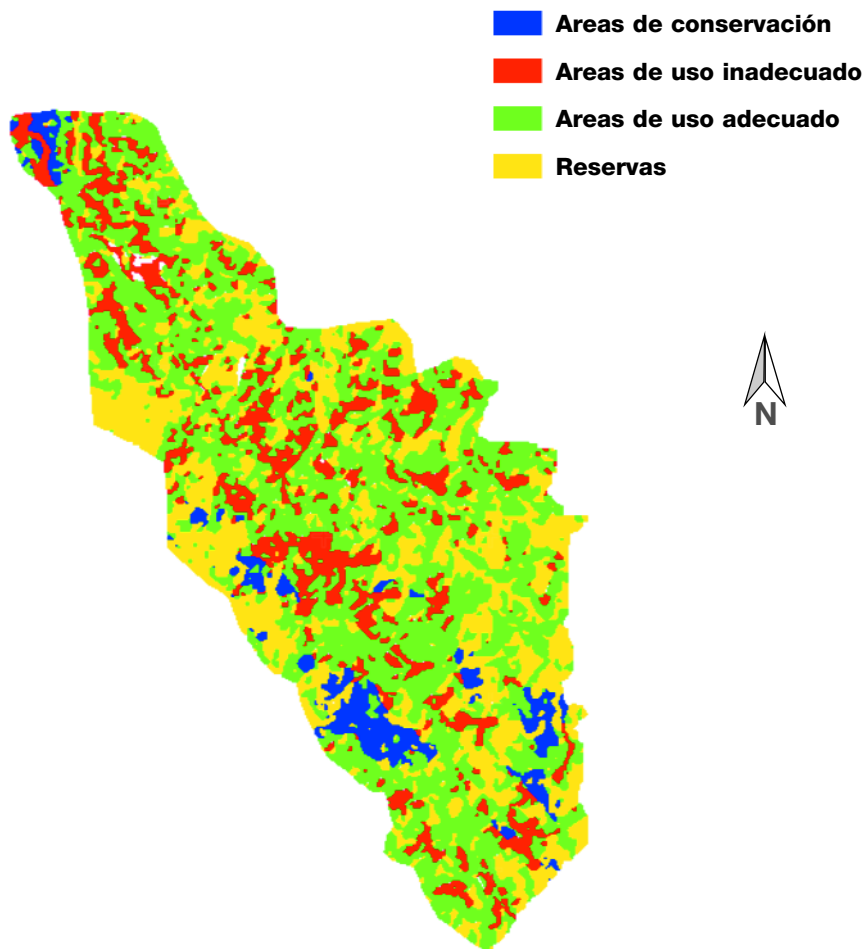 Areas de conservación
Areas de uso inadecuado
Areas de uso adecuado
Reservas
N